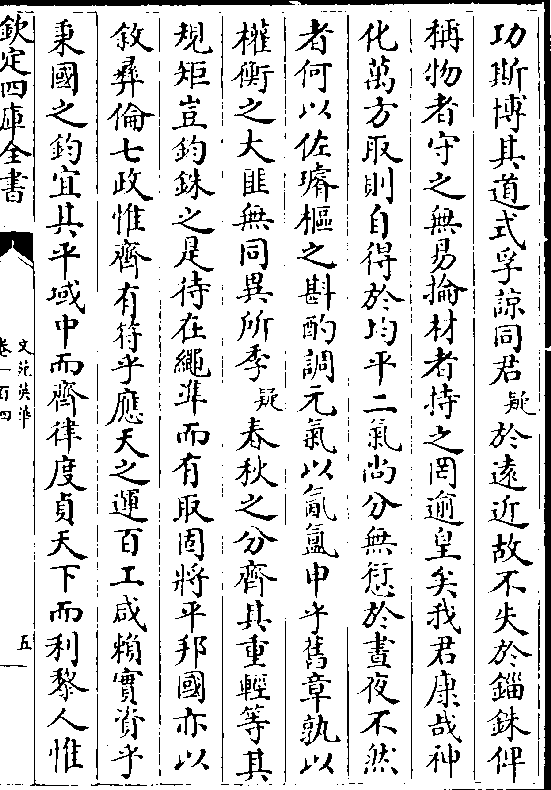 功斯博其道式孚諒同君疑於遠近故不失於錙銖俾
稱物者守之無易掄材者持之罔逾皇矣我君康哉神
化萬方取則自得於均平二氣尚分無愆於晝夜不然
者何以佐璿樞之斟酌調元氣以氤氳申乎舊章孰以
權衡之大匪無同異所季疑春秋之分齊其重輕等其
規矩豈鈞銖之是待在繩準而有取固將平邦國亦以
敘彞倫七政惟齊有符乎應天之運百工咸賴實資乎
秉國之鈞宜其平域中而齊律度貞天下而利黎人惟
欽定四庫全書
文苑英華
卷一百四
五